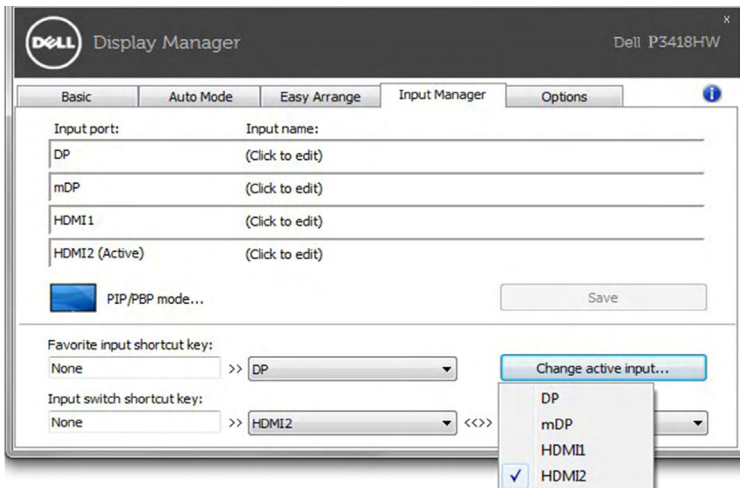 x
DELL Display Manager Dell P3418HW
Basic Auto Mode Easy Arrange Input Manager Options i
Input port: Input name:
DP (Click to edit)
mDP (Click to edit)
HDMI1 (Click to edit)
HDMI2 (Active) (Click to edit)
PIP/PBP mode... Save
Favorite input shortcut key:
None >> DP Change active input...
Input switch shortcut key:
None >> HDMI2 <<>>
DP
mDP
HDMI1
HDMI2